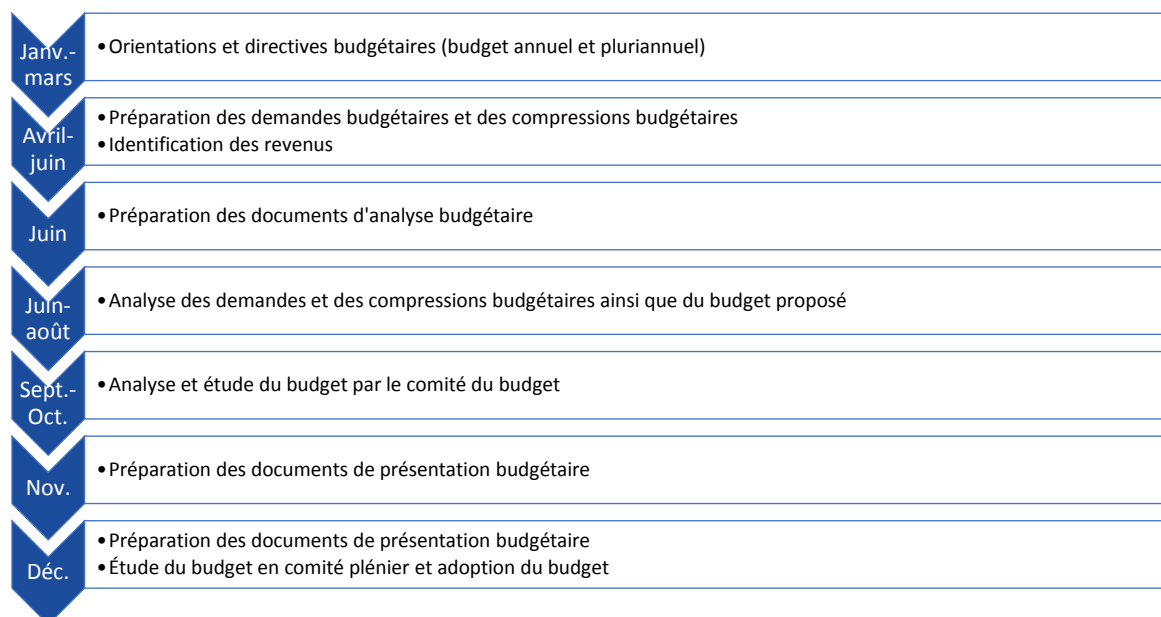 Janv.-
mars
•Orientations et directives budgétaires (budget annuel et pluriannuel)
Avril-
juin
•Préparation des demandes budgétaires et des compressions budgétaires
•Identification des revenus
Juin
•Préparation des documents d'analyse budgétaire
Juin-
août
•Analyse des demandes et des compressions budgétaires ainsi que du budget proposé
Sept.-
Oct.
•Analyse et étude du budget par le comité du budget
Nov.
•Préparation des documents de présentation budgétaire
Déc.
•Préparation des documents de présentation budgétaire
•Étude du budget en comité plénier et adoption du budget